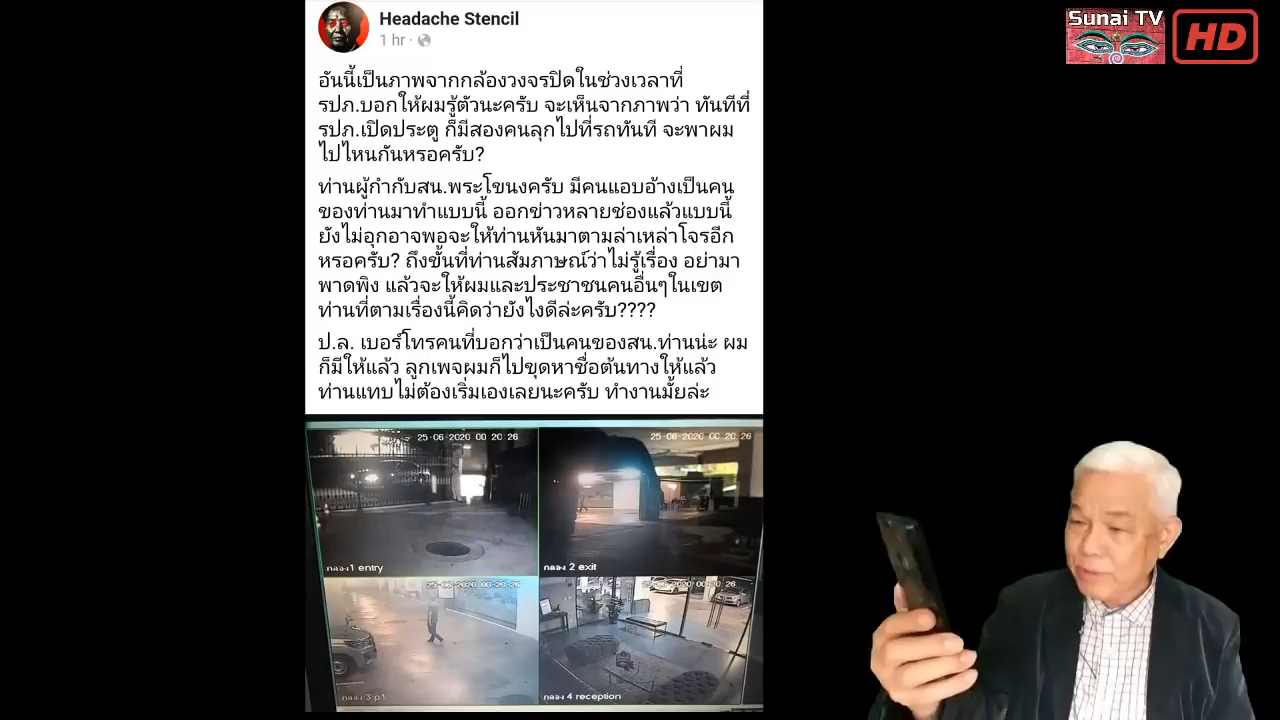 Headache Stencil
1 hr ·
Sunai TV
HD
อันนี้เป็นภาพจากกล้องวงจรปิดในช่วงเวลาที่
รปภ.บอกให้ผมรู้ตัวนะครับ จะเห็นจากภาพว่า ทันทีที่
รปภ.เปิดประตู ก็มีสองคนลุกไปที่รถทันที จะพาผม
ไปไหนกันหรอครับ?
ท่านผู้กำกับสน.พระโขนงครับ มีคนแอบอ้างเป็นคน
ของท่านมาทำแบบนี้ ออกข่าวหลายช่องแล้วแบบนี้
ยังไม่อุกอาจพอจะให้ท่านหันมาตามล่าเหล่าโจรอีก
หรอครับ? ถึงขั้นที่ท่านสัมภาษณ์ว่าไม่รู้เรื่อง อย่ามา
พาดพิง แล้วจะให้ผมและประชาชนคนอื่นๆในเขต
ท่านที่ตามเรื่องนี้คิดว่ายังไงดีล่ะครับ????
ป.ล. เบอร์โทรคนที่บอกว่าเป็นคนของสน.ท่านน่ะ ผม
ก็มีให้แล้ว ลูกเพจผมก็ไปขุดหาชื่อต้นทางให้แล้ว
ท่านแทบไม่ต้องเริ่มเองเลยนะครับ ทำงานมั้ยล่ะ
25-06-2020 00:20:26
25-06-2020 00:20:26
กลอง1 entry
กลอง 2 exit
25-06-2020 00:20:26
25-06-2020 00:20:26
กลอง 3 p1
กลอง 4 reception